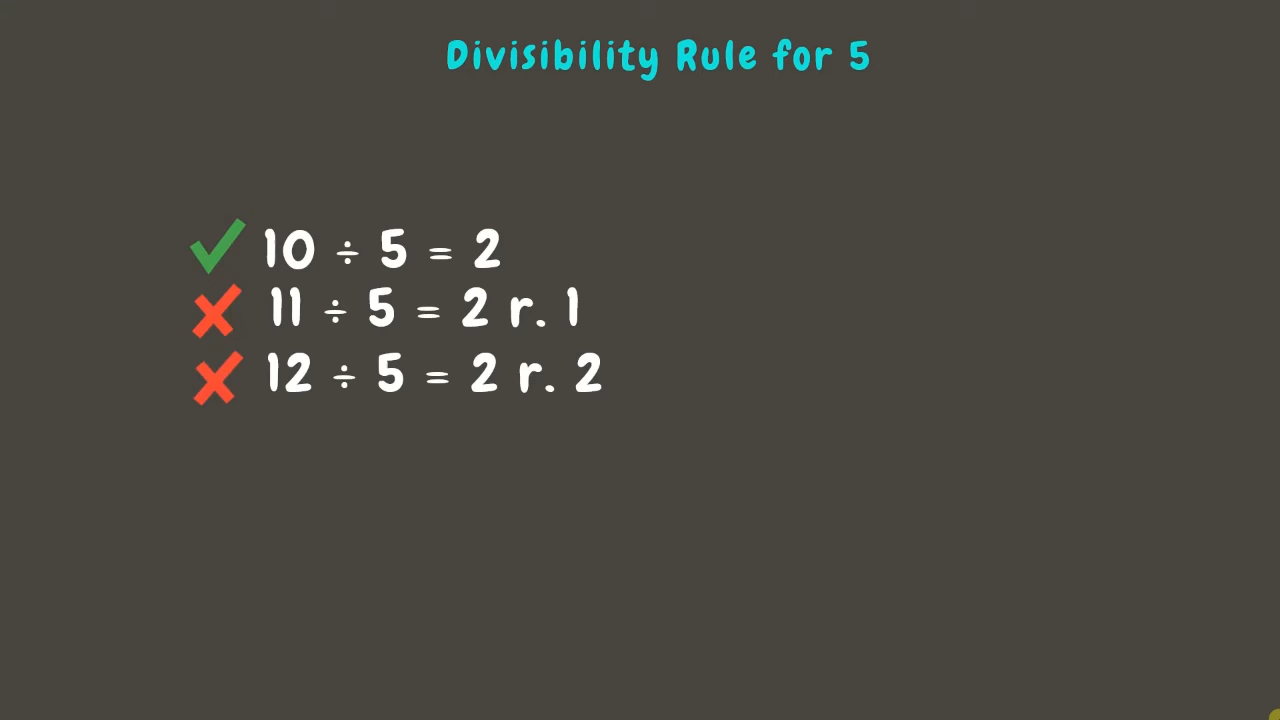 Divisibility Rule for 5
10 ÷ 5 = 2
11 ÷ 5 = 2 r. 1
12 ÷ 5 = 2 r. 2